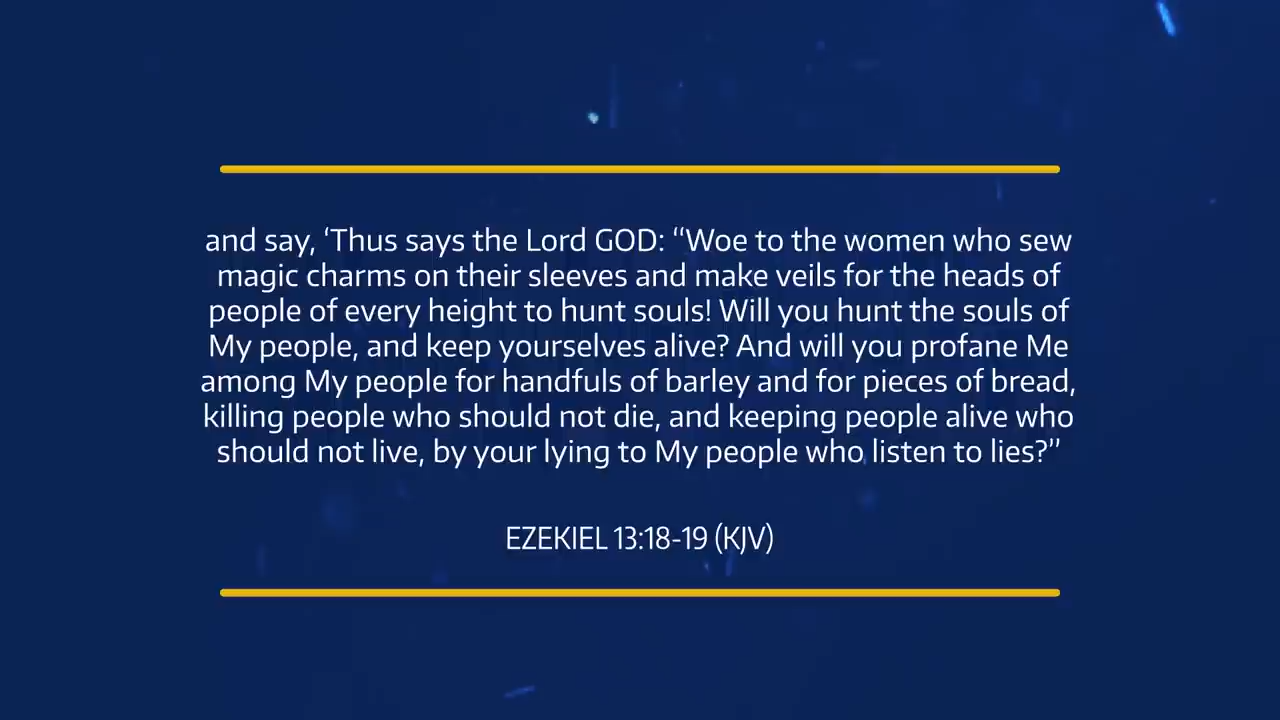 and say, ‘Thus says the Lord GOD: “Woe to the women who sew
magic charms on their sleeves and make veils for the heads of
people of every height to hunt souls! Will you hunt the souls of
My people, and keep yourselves alive? And will you profane Me
among My people for handfuls of barley and for pieces of bread,
killing people who should not die, and keeping people alive who
should not live, by your lying to My people who listen to lies?”
EZEKIEL 13:18-19 (KJV)